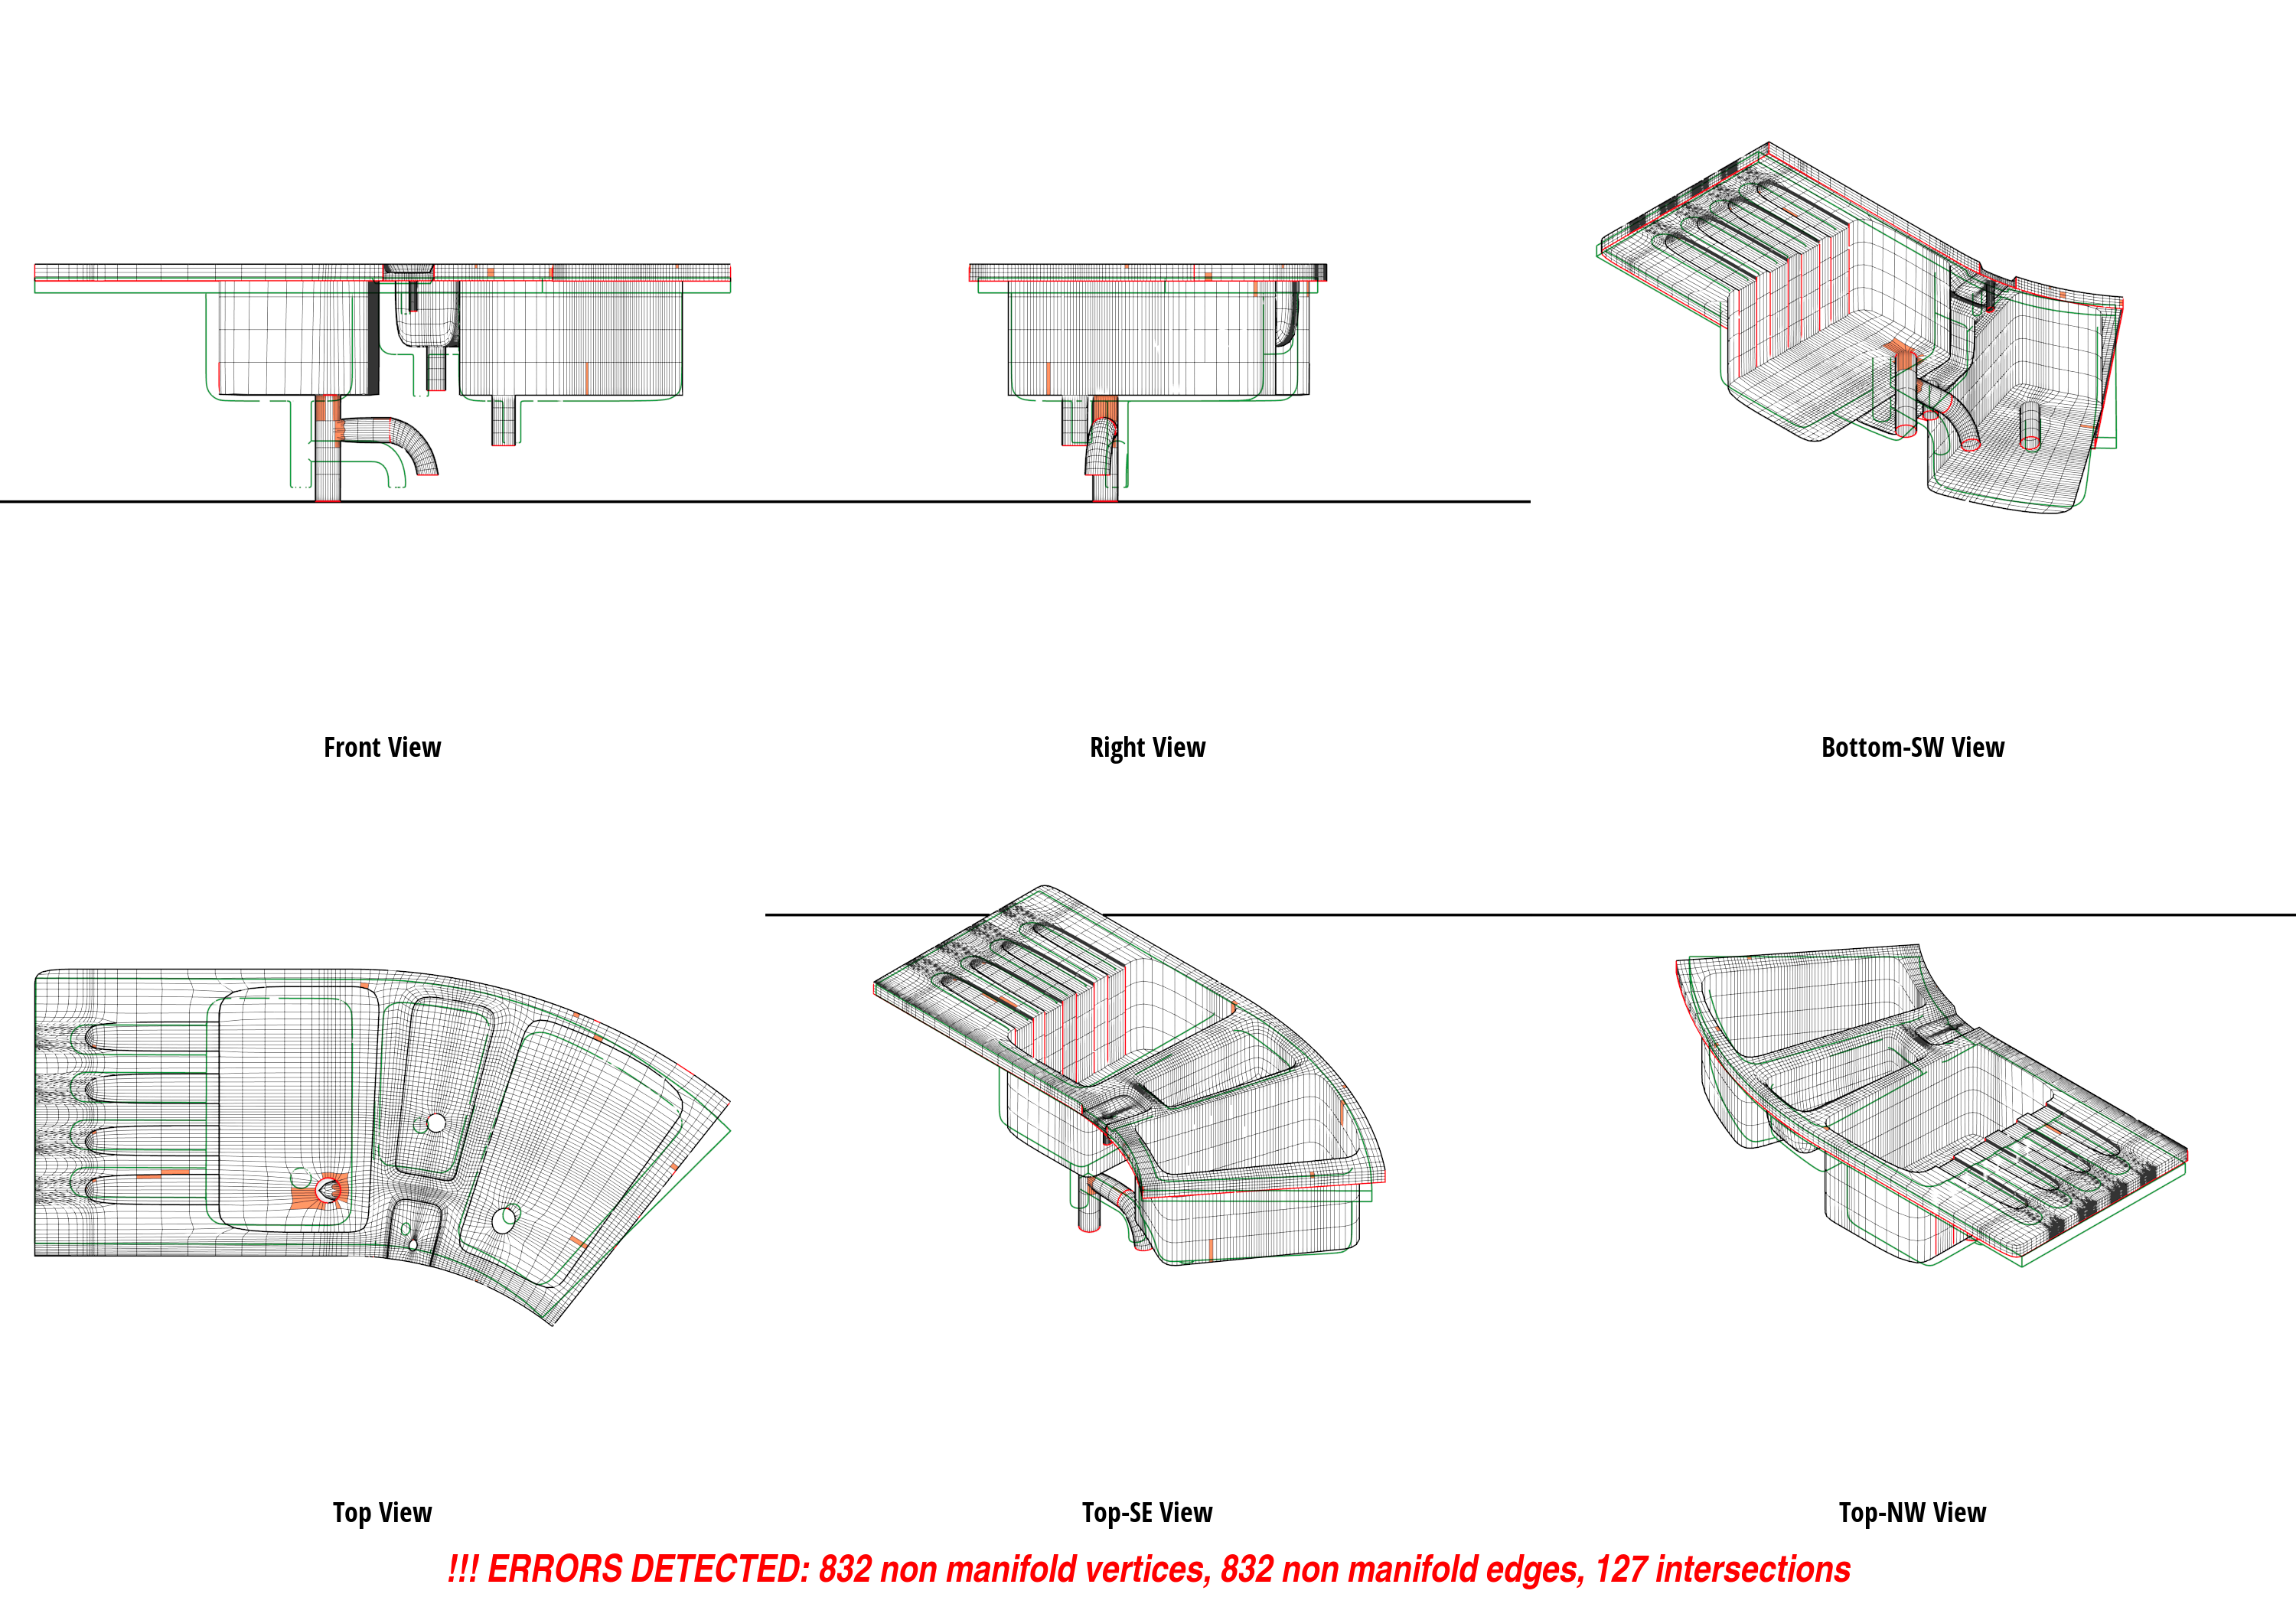 Front View
Right View
Bottom-SW View
Top View
Top-SE View
Top-NW View
!!! ERRORS DETECTED: 832 non manifold vertices, 832 non manifold edges, 127 intersections